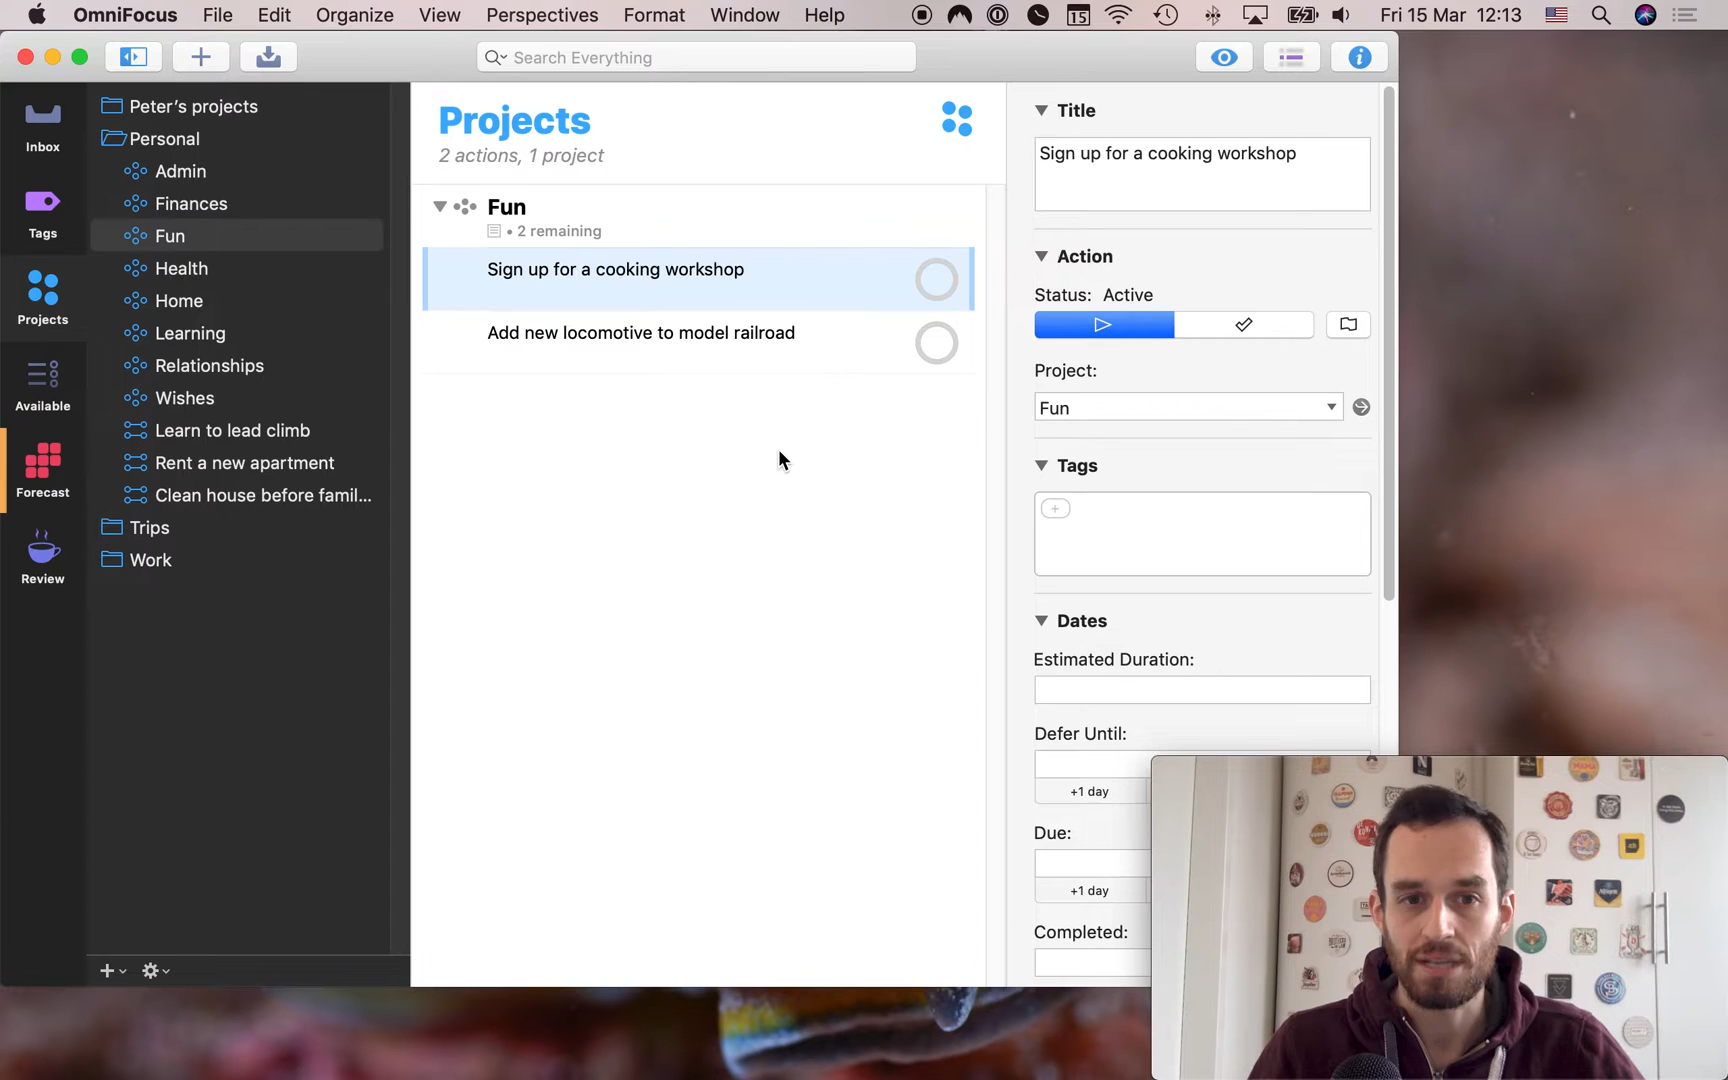 OmniFocus File Edit Organize View Perspectives Format Window Help 15 Fri 15 Mar 12:13
Search Everything
Inbox
Tags
Projects
Available
Forecast
Review
Peter's projects
Personal
Admin
Finances
Fun
Health
Home
Learning
Relationships
Wishes
Learn to lead climb
Rent a new apartment
Clean house before famil...
Trips
Work
Projects
2 actions, 1 project
Fun
• 2 remaining
Sign up for a cooking workshop
Add new locomotive to model railroad
Title
Sign up for a cooking workshop
Action
Status: Active
Project:
Fun
Tags
Dates
Estimated Duration:
Defer Until:
+1 day
Due:
+1 day
Completed: